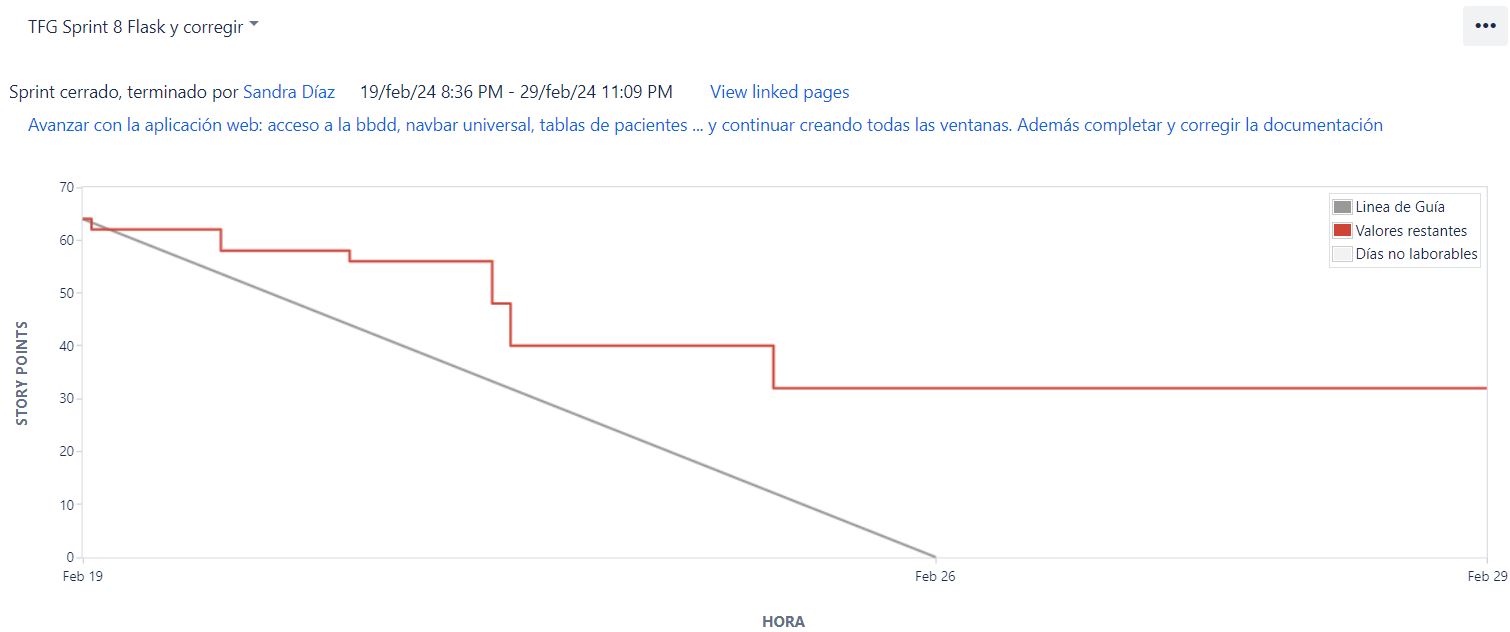 TFG Sprint 8 Flask y corregir
Sprint cerrado, terminado por Sandra Díaz 19/feb/24 8:36 PM - 29/feb/24 11:09 PM View linked pages
Avanzar con la aplicación web: acceso a la bbdd, navbar universal, tablas de pacientes ... y continuar creando todas las ventanas. Además completar y corregir la documentación
70
60
50
40
30
20
10
0
STORY POINTS
Linea de Guía
Valores restantes
Días no laborables
Feb 19
Feb 26
Feb 29
HORA